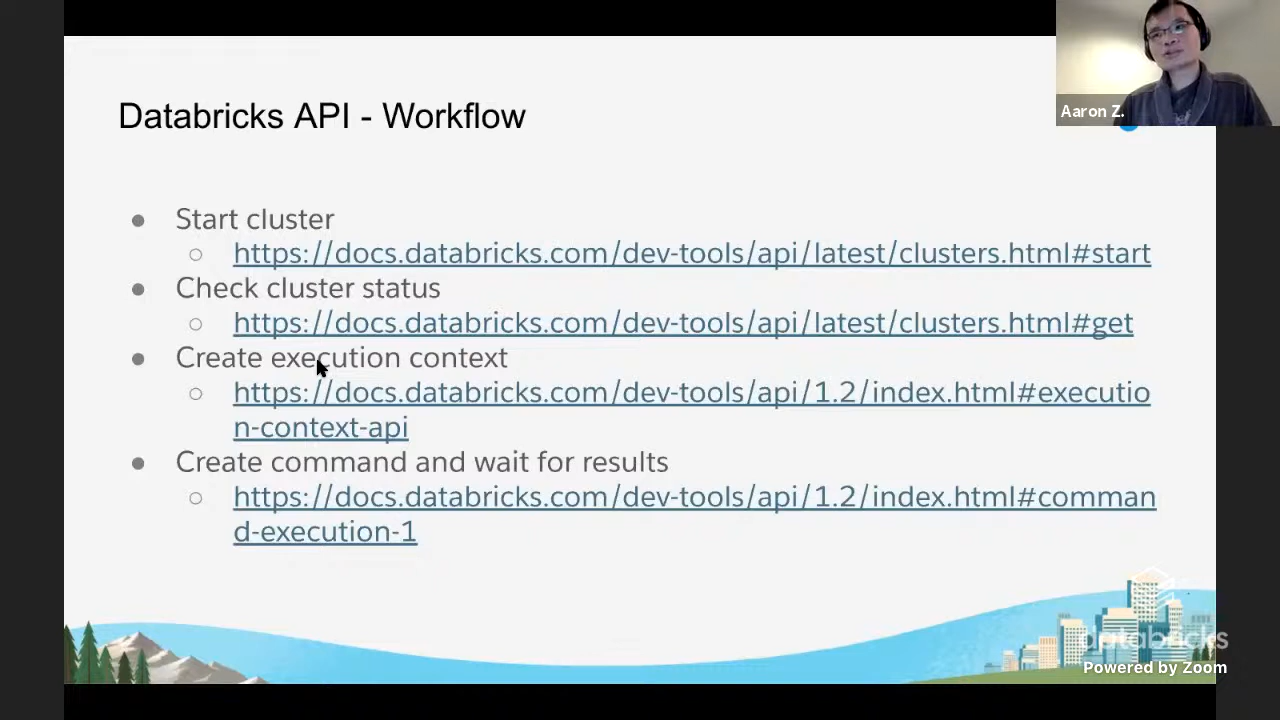 Databricks API - Workflow
Aaron Z.
● Start cluster
○ https://docs.databricks.com/dev-tools/api/latest/clusters.html#start
● Check cluster status
○ https://docs.databricks.com/dev-tools/api/latest/clusters.html#get
● Create execution context
○ https://docs.databricks.com/dev-tools/api/1.2/index.html#executio
n-context-api
● Create command and wait for results
○ https://docs.databricks.com/dev-tools/api/1.2/index.html#comman
d-execution-1
databricks
Powered by Zoom